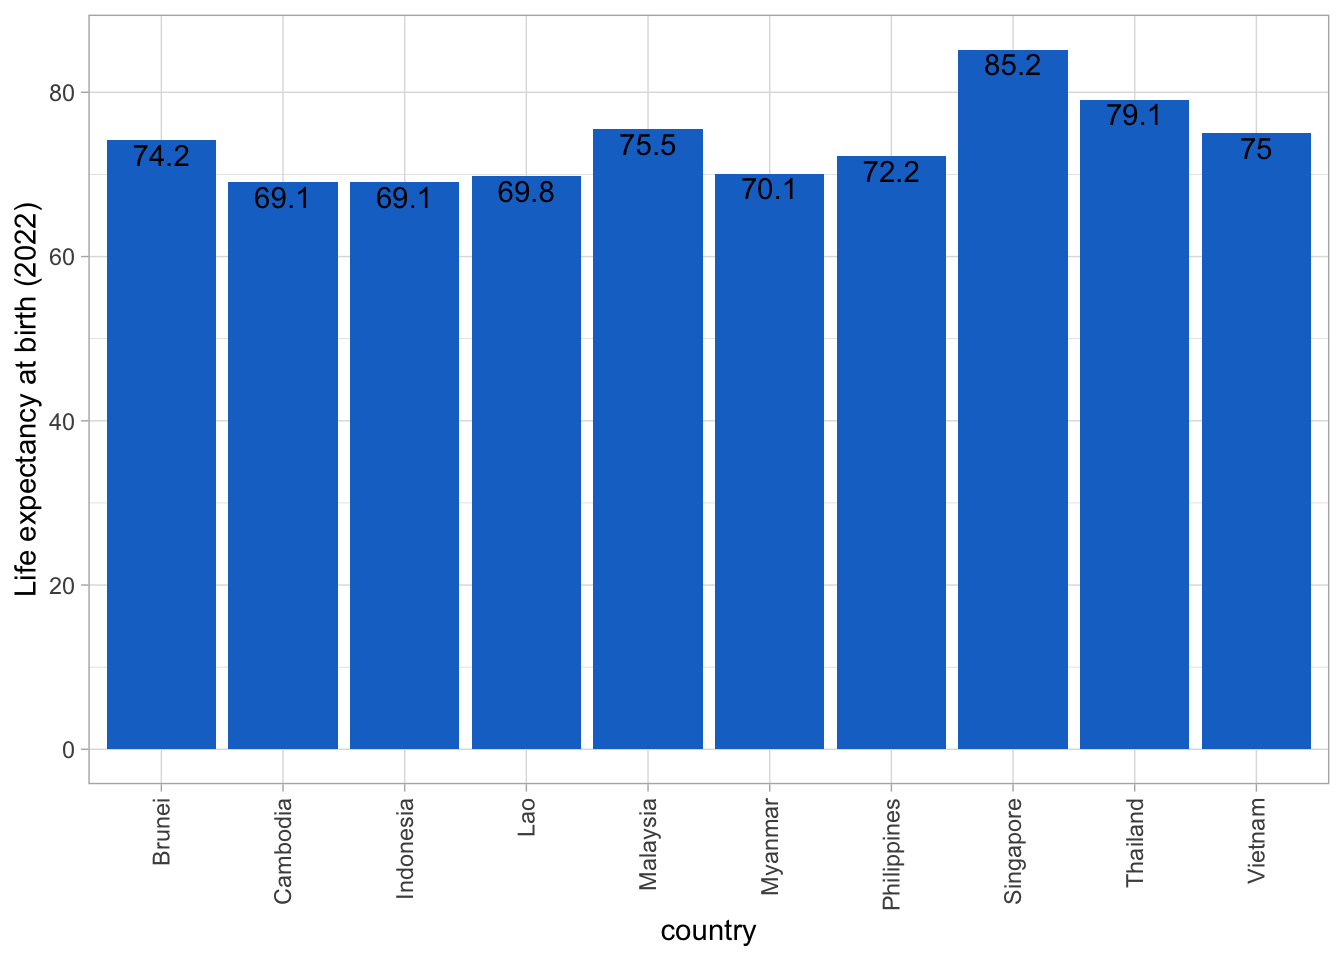 Life expectancy at birth (2022)
80
60
40
20
0
74.2
69.1
69.1
69.8
75.5
70.1
72.2
85.2
79.1
75
Brunei
Cambodia
Indonesia
Lao
Malaysia
Myanmar
Philippines
Singapore
Thailand
Vietnam
country